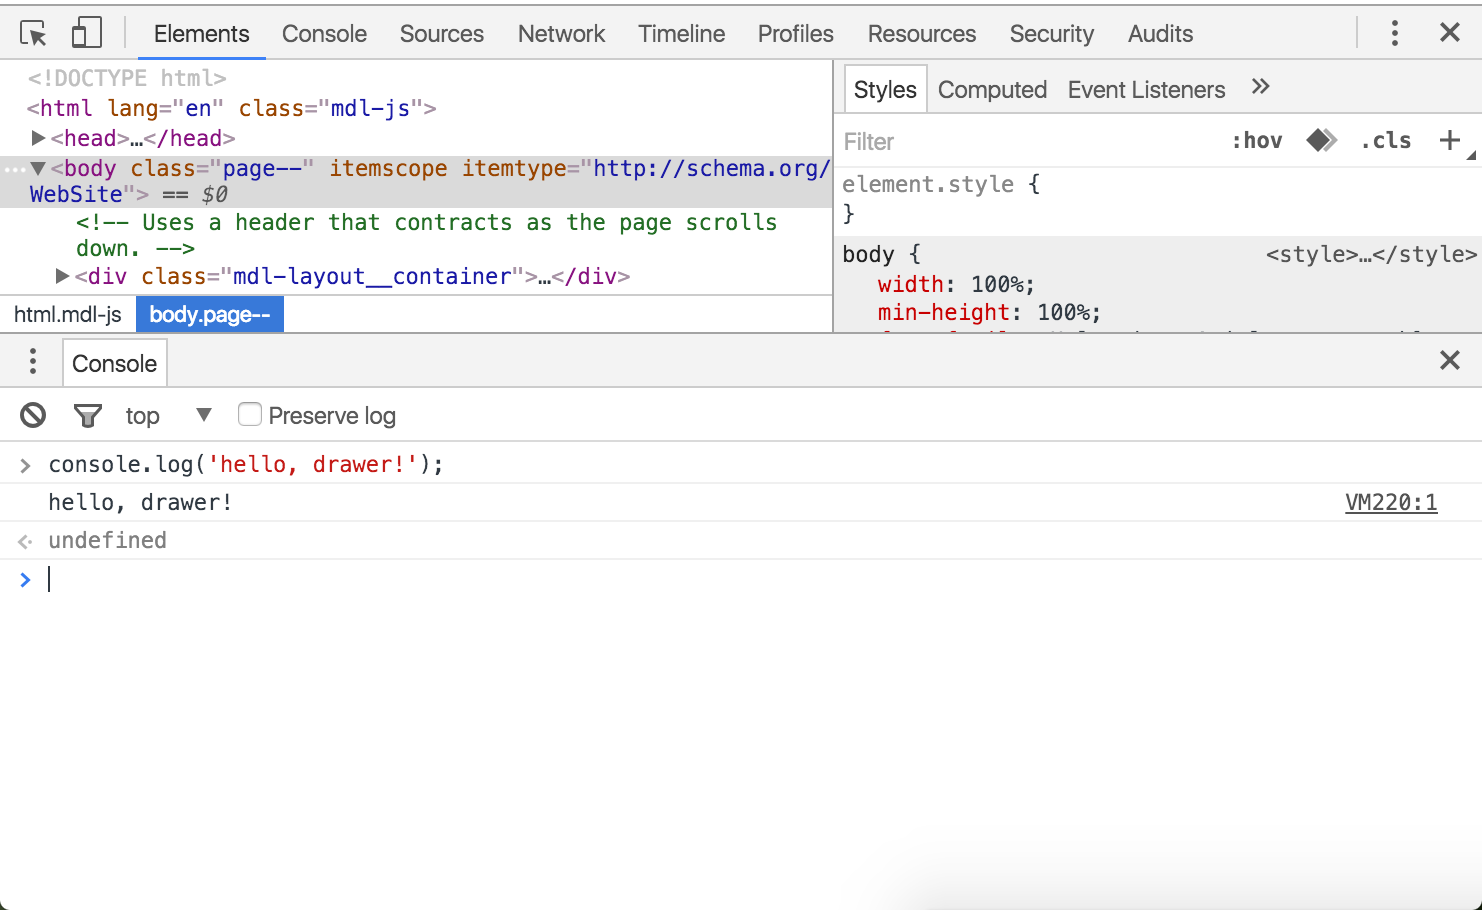 Elements Console Sources Network Timeline Profiles Resources Security Audits
<!DOCTYPE html>
<html lang="en" class="mdl-js">
▶<head>…</head>
…▼<body class="page--" itemscope itemtype="http://schema.org/
WebSite"> == $0
<!-- Uses a header that contracts as the page scrolls
down. -->
▶<div class="mdl-layout__container">…</div>
html.mdl-js body.page--
Styles Computed Event Listeners »
Filter :hov .cls +
element.style {
}
body { <style>…</style>
width: 100%;
min-height: 100%;
Console
top ▼ Preserve log
> console.log('hello, drawer!');
hello, drawer! VM220:1
undefined
>